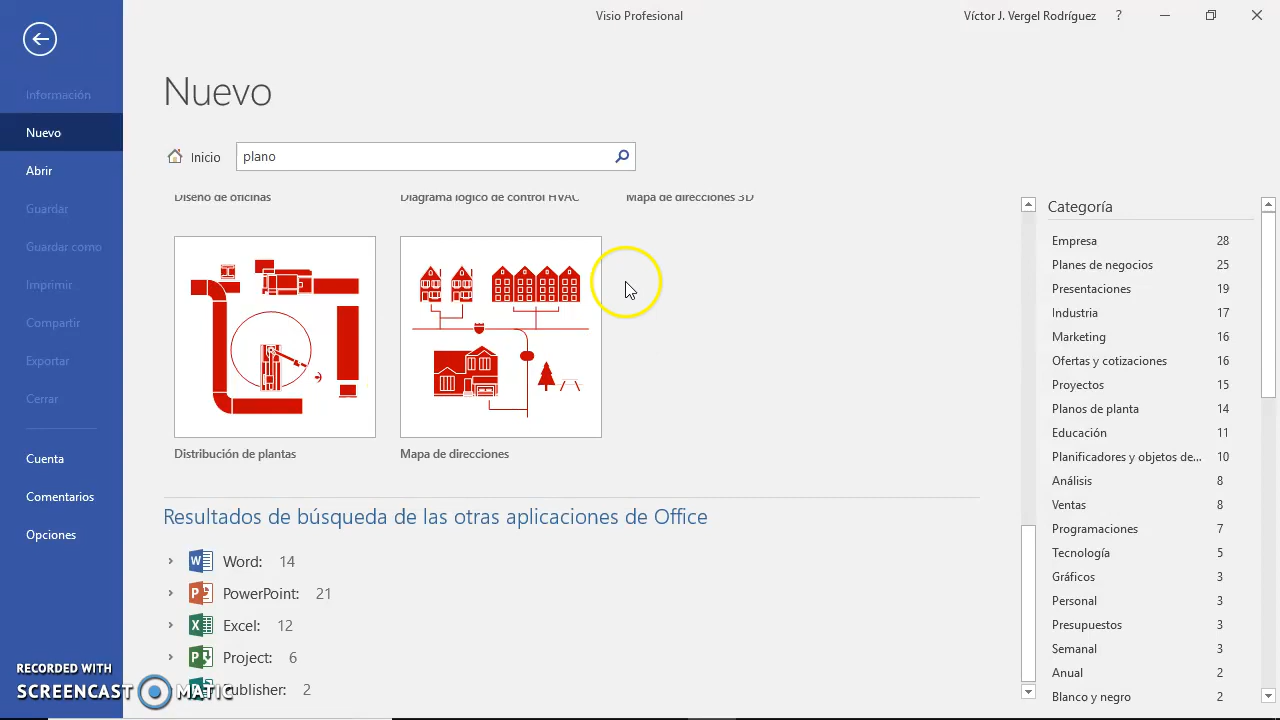 Visio Profesional
Víctor J. Vergel Rodríguez
?
Información
Nuevo
Abrir
Guardar
Guardar como
Imprimir
Compartir
Exportar
Cerrar
Cuenta
Comentarios
Opciones
Nuevo
Inicio
plano
Diseño de oficinas
Diagrama lógico de control HVAC
Mapa de direcciones 3D
Distribución de plantas
Mapa de direcciones
Resultados de búsqueda de las otras aplicaciones de Office
Word: 14
PowerPoint: 21
Excel: 12
Project: 6
Publisher: 2
Categoría
Empresa 28
Planes de negocios 25
Presentaciones 19
Industria 17
Marketing 16
Ofertas y cotizaciones 16
Proyectos 15
Planos de planta 14
Educación 11
Planificadores y objetos de... 10
Análisis 8
Ventas 8
Programaciones 7
Tecnología 5
Gráficos 3
Personal 3
Presupuestos 3
Semanal 3
Anual 2
Blanco y negro 2
RECORDED WITH
SCREENCAST MATIC